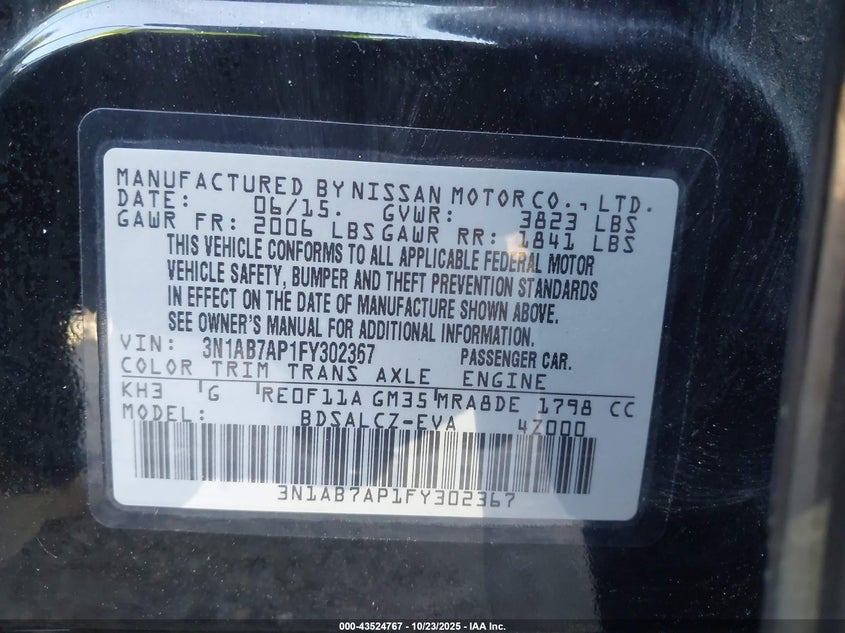 MANUFACTURED BY NISSAN MOTOR CO., LTD.
DATE: 06/15. GVWR: 3823 LBS
GAWR FR: 2006 LBS GAWR RR: 1841 LBS
THIS VEHICLE CONFORMS TO ALL APPLICABLE FEDERAL MOTOR
VEHICLE SAFETY, BUMPER AND THEFT PREVENTION STANDARDS
IN EFFECT ON THE DATE OF MANUFACTURE SHOWN ABOVE.
SEE OWNER'S MANUAL FOR ADDITIONAL INFORMATION.
VIN: 3N1AB7AP1FY302367 PASSENGER CAR.
COLOR TRIM TRANS AXLE ENGINE
KH3 G RE0F11A GM35 MRA8DE 1798 CC
MODEL: BDSALCZ-EVA 4Z000
3N1AB7AP1FY302367
000-43524767 - 10/23/2025 - IAA Inc.